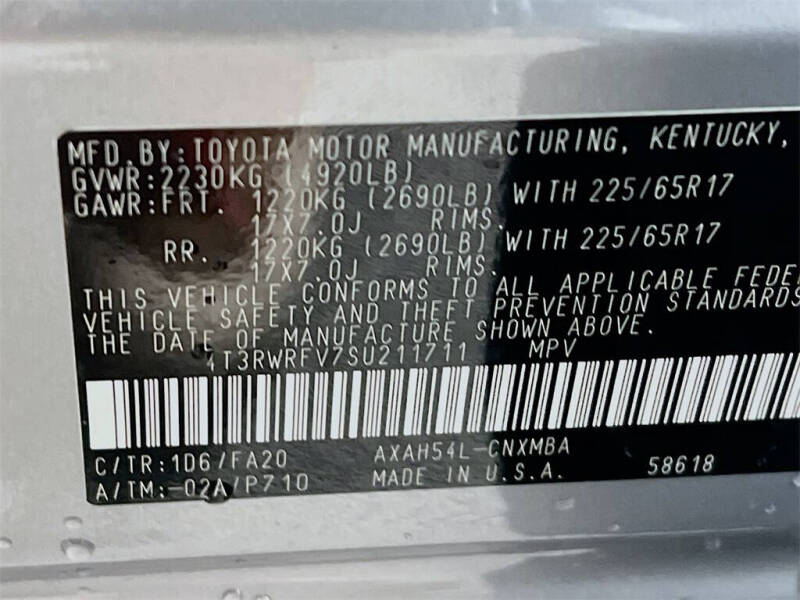 MFD. BY: TOYOTA MOTOR MANUFACTURING, KENTUCKY,
GVWR: 2230KG (4920LB)
GAWR: FRT. 1220KG (2690LB) WITH 225/65R17
17X7.0J RIMS.
RR. 1220KG (2690LB) WITH 225/65R17
17X7.0J RIMS.
THIS VEHICLE CONFORMS TO ALL APPLICABLE FEDE
VEHICLE SAFETY AND THEFT PREVENTION STANDARDS
THE DATE OF MANUFACTURE SHOWN ABOVE.
4T3RWRFV7SU211711 MPV
C/TR: 1D6/FA20 AXAH54L-CNXMBA
A/TM: -02A/P710 MADE IN U.S.A. 58618